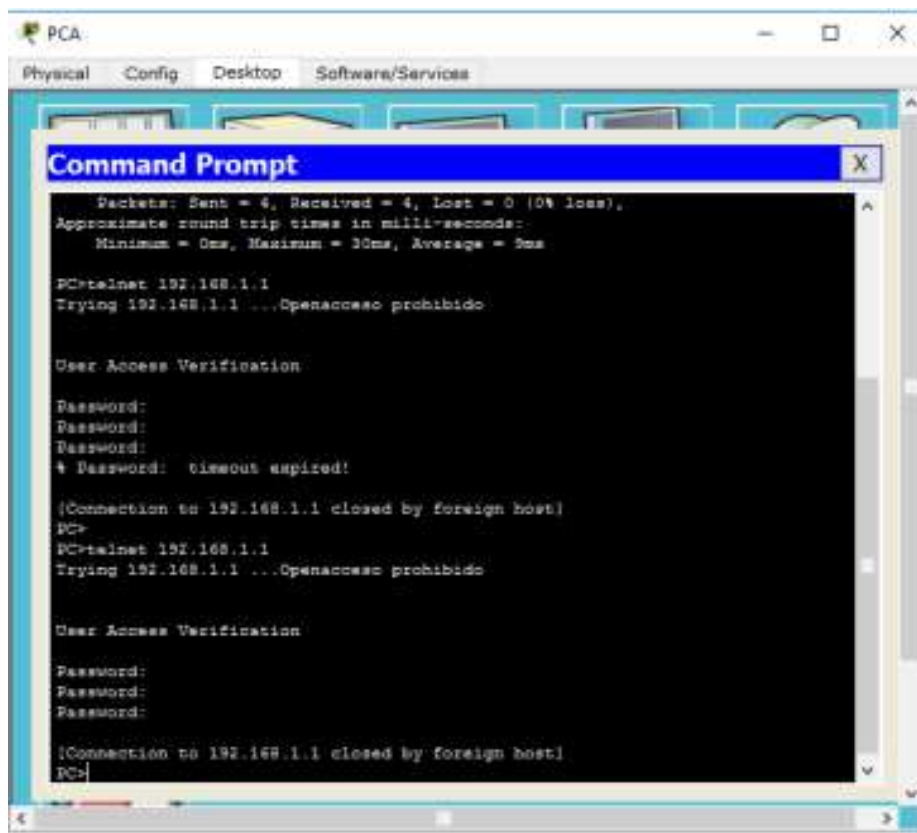 PCA
Physical Config Desktop Software/Services
Command Prompt X
Packets: Sent = 4, Received = 4, Lost = 0 (0% loss),
Approximate round trip times in milli-seconds:
Minimum = 0ms, Maximum = 30ms, Average = 9ms
PC>telnet 192.168.1.1
Trying 192.168.1.1 ...Openacceso prohibido
User Access Verification
Password:
Password:
Password:
% Password:  timeout expired!
[Connection to 192.168.1.1 closed by foreign host]
PC>
PC>telnet 192.168.1.1
Trying 192.168.1.1 ...Openacceso prohibido
User Access Verification
Password:
Password:
Password:
[Connection to 192.168.1.1 closed by foreign host]
PC>